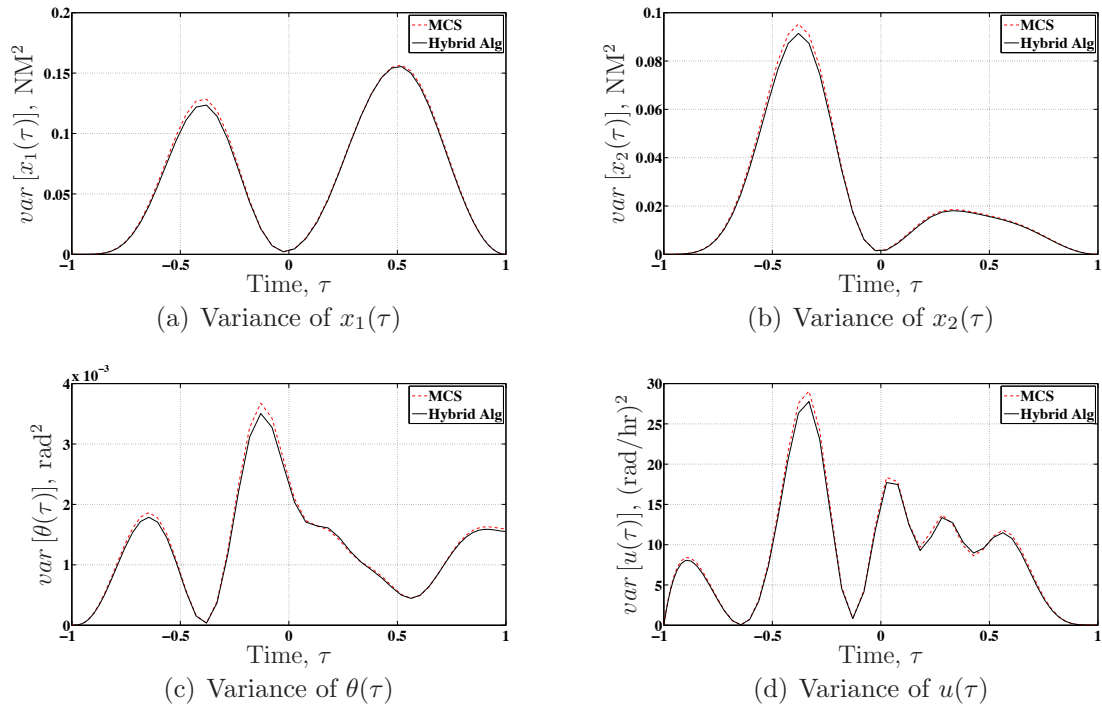 var [x₁(τ)], NM²
0.2
0.15
0.1
0.05
0
−1
−0.5
0
0.5
1
MCS
Hybrid Alg
Time, τ
(a) Variance of x₁(τ)
var [x₂(τ)], NM²
0.1
0.08
0.06
0.04
0.02
0
−1
−0.5
0
0.5
1
MCS
Hybrid Alg
Time, τ
(b) Variance of x₂(τ)
var [θ(τ)], rad²
x 10⁻³
4
3
2
1
0
−1
−0.5
0
0.5
1
MCS
Hybrid Alg
Time, τ
(c) Variance of θ(τ)
var [u(τ)], (rad/hr)²
30
25
20
15
10
5
0
−1
−0.5
0
0.5
1
MCS
Hybrid Alg
Time, τ
(d) Variance of u(τ)